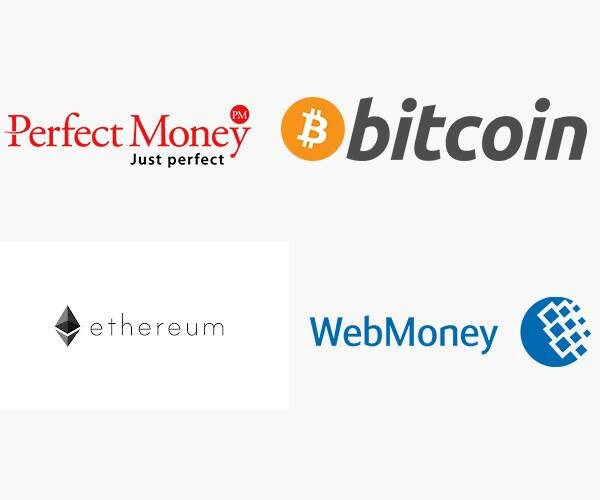 Perfect Money
PM
Just perfect
bitcoin
ethereum
WebMoney